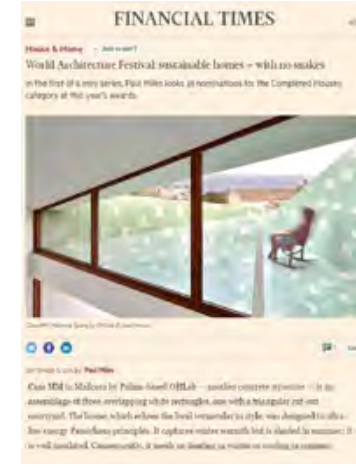 FINANCIAL TIMES
House & Home
World Architecture Festival: sustainable homes – with no snakes
In the first of a mini-series, Paul Miles looks at nominations for the Completed Houses
category at this year's awards
Paul Miles
Casa MM in Mallorca by Palma-based OHLab — another concrete structure — is an
assemblage of three overlapping white rectangles, one with a triangular cut-out
courtyard. The house, which echoes the local vernacular in style, was designed to ultra-
low-energy Passivhaus principles. It captures winter warmth but is shaded in summer; it
is well insulated. Consequently, it needs no heating in winter or cooling in summer.